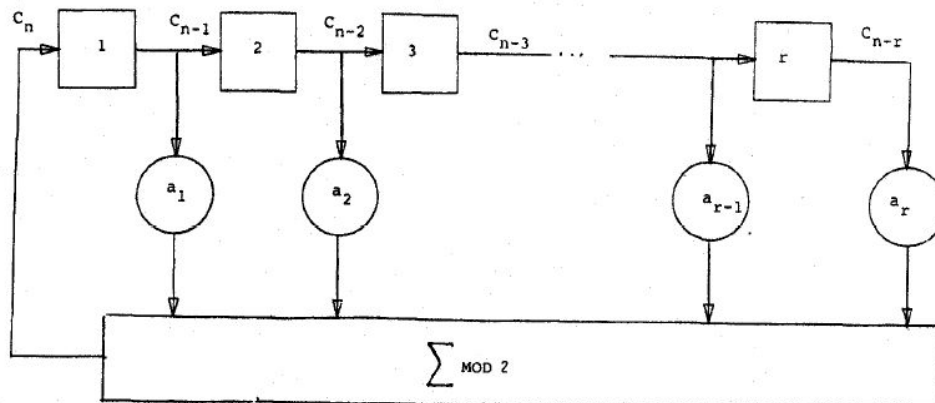 C_n C_{n-1} C_{n-2} C_{n-3} ... C_{n-r}
1 2 3 r
a_1 a_2 a_{r-1} a_r
∑ MOD 2